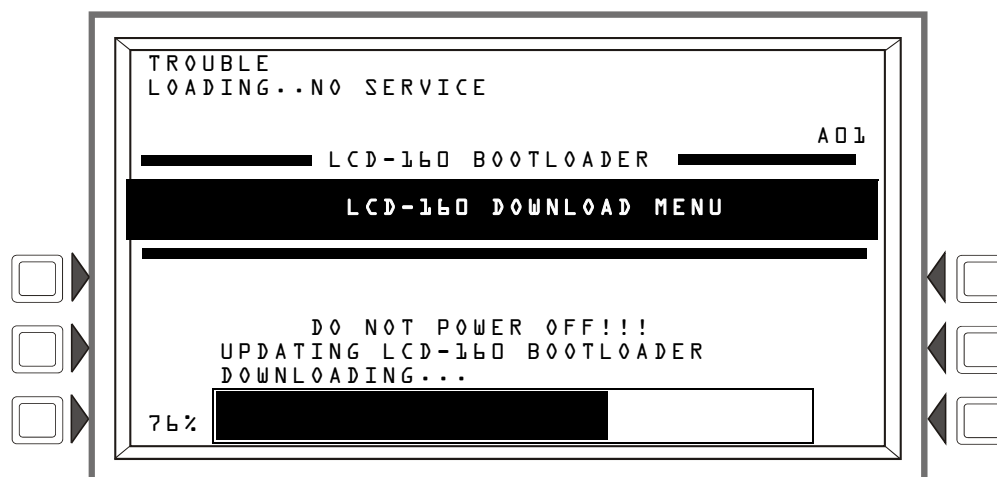 TROUBLE
LOADING..NO SERVICE
A01
LCD-160 BOOTLOADER
LCD-160 DOWNLOAD MENU
DO NOT POWER OFF!!!
UPDATING LCD-160 BOOTLOADER
DOWNLOADING...
76%